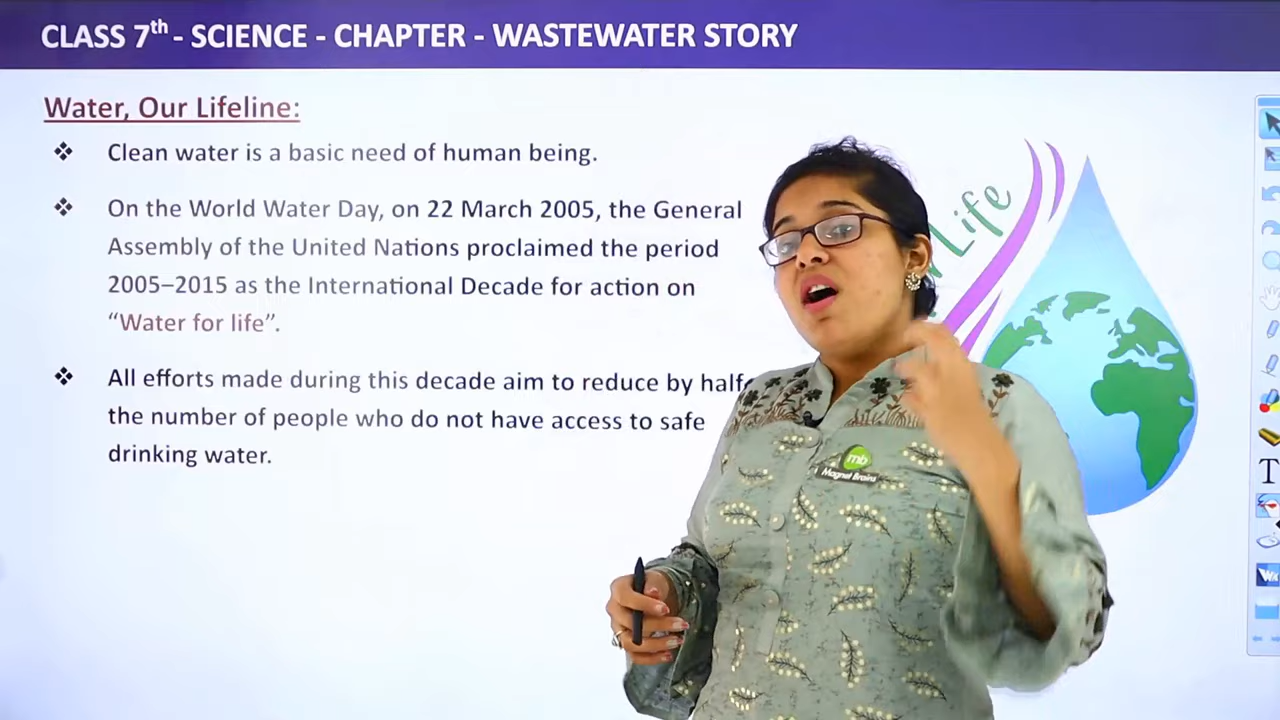 CLASS 7th - SCIENCE - CHAPTER - WASTEWATER STORY
Water, Our Lifeline:
❖ Clean water is a basic need of human being.
❖ On the World Water Day, on 22 March 2005, the General
Assembly of the United Nations proclaimed the period
2005–2015 as the International Decade for action on
“Water for life”.
❖ All efforts made during this decade aim to reduce by half
the number of people who do not have access to safe
drinking water.
Life
mb
Magnet Brains
T